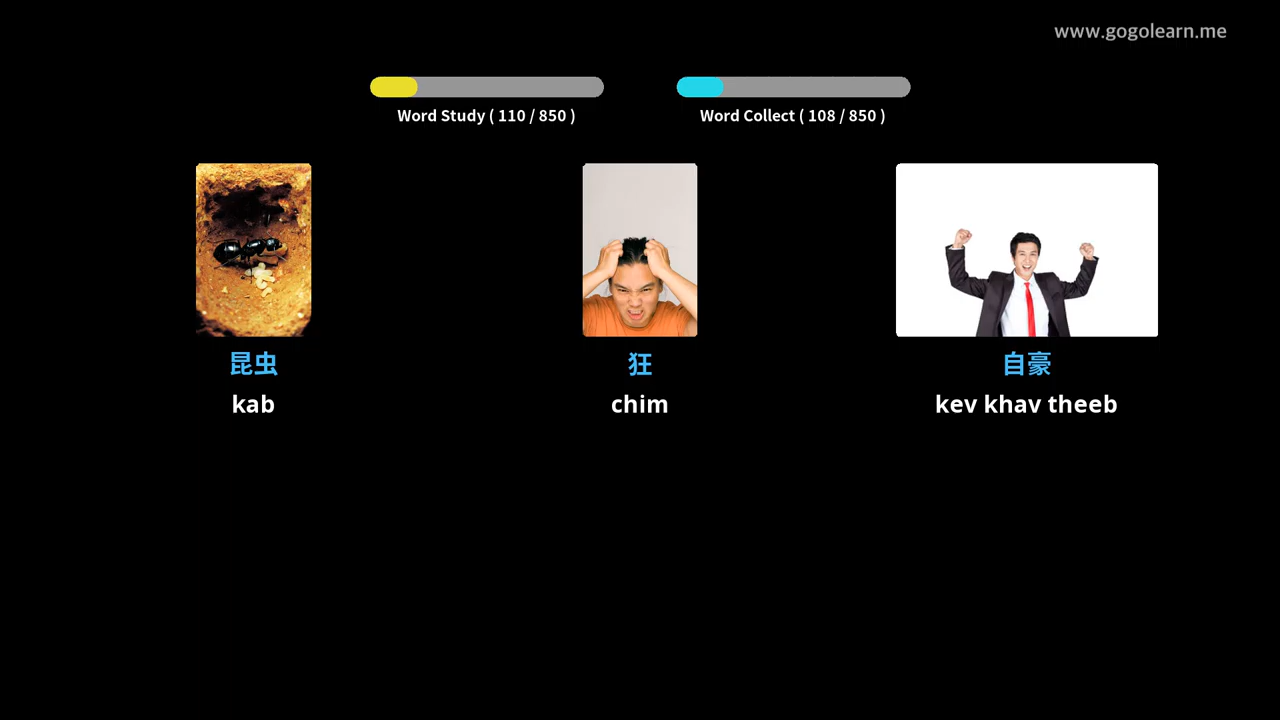 www.gogolearn.me
Word Study ( 110 / 850 )
Word Collect ( 108 / 850 )
昆虫
狂
自豪
kab
chim
kev khav theeb